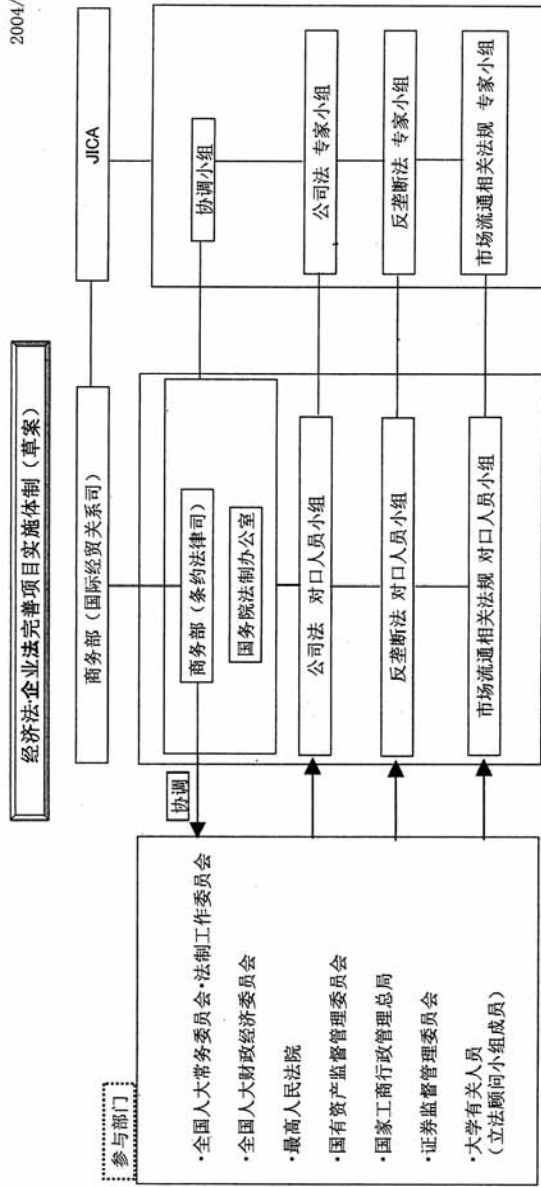 2004/
经济法·企业法完善项目实施体制（草案）
商务部（国际经贸关系司）
JICA
参与部门
·全国人大常务委员会·法制工作委员会
·全国人大财政经济委员会
·最高人民法院
·国有资产监督管理委员会
·国家工商行政管理总局
·证券监督管理委员会
·大学有关人员
（立法顾问小组成员）
协调
商务部（条约法律司）
国务院法制办公室
公司法 对口人员小组
反垄断法 对口人员小组
市场流通相关法规 对口人员小组
协调小组
公司法 专家小组
反垄断法 专家小组
市场流通相关法规 专家小组